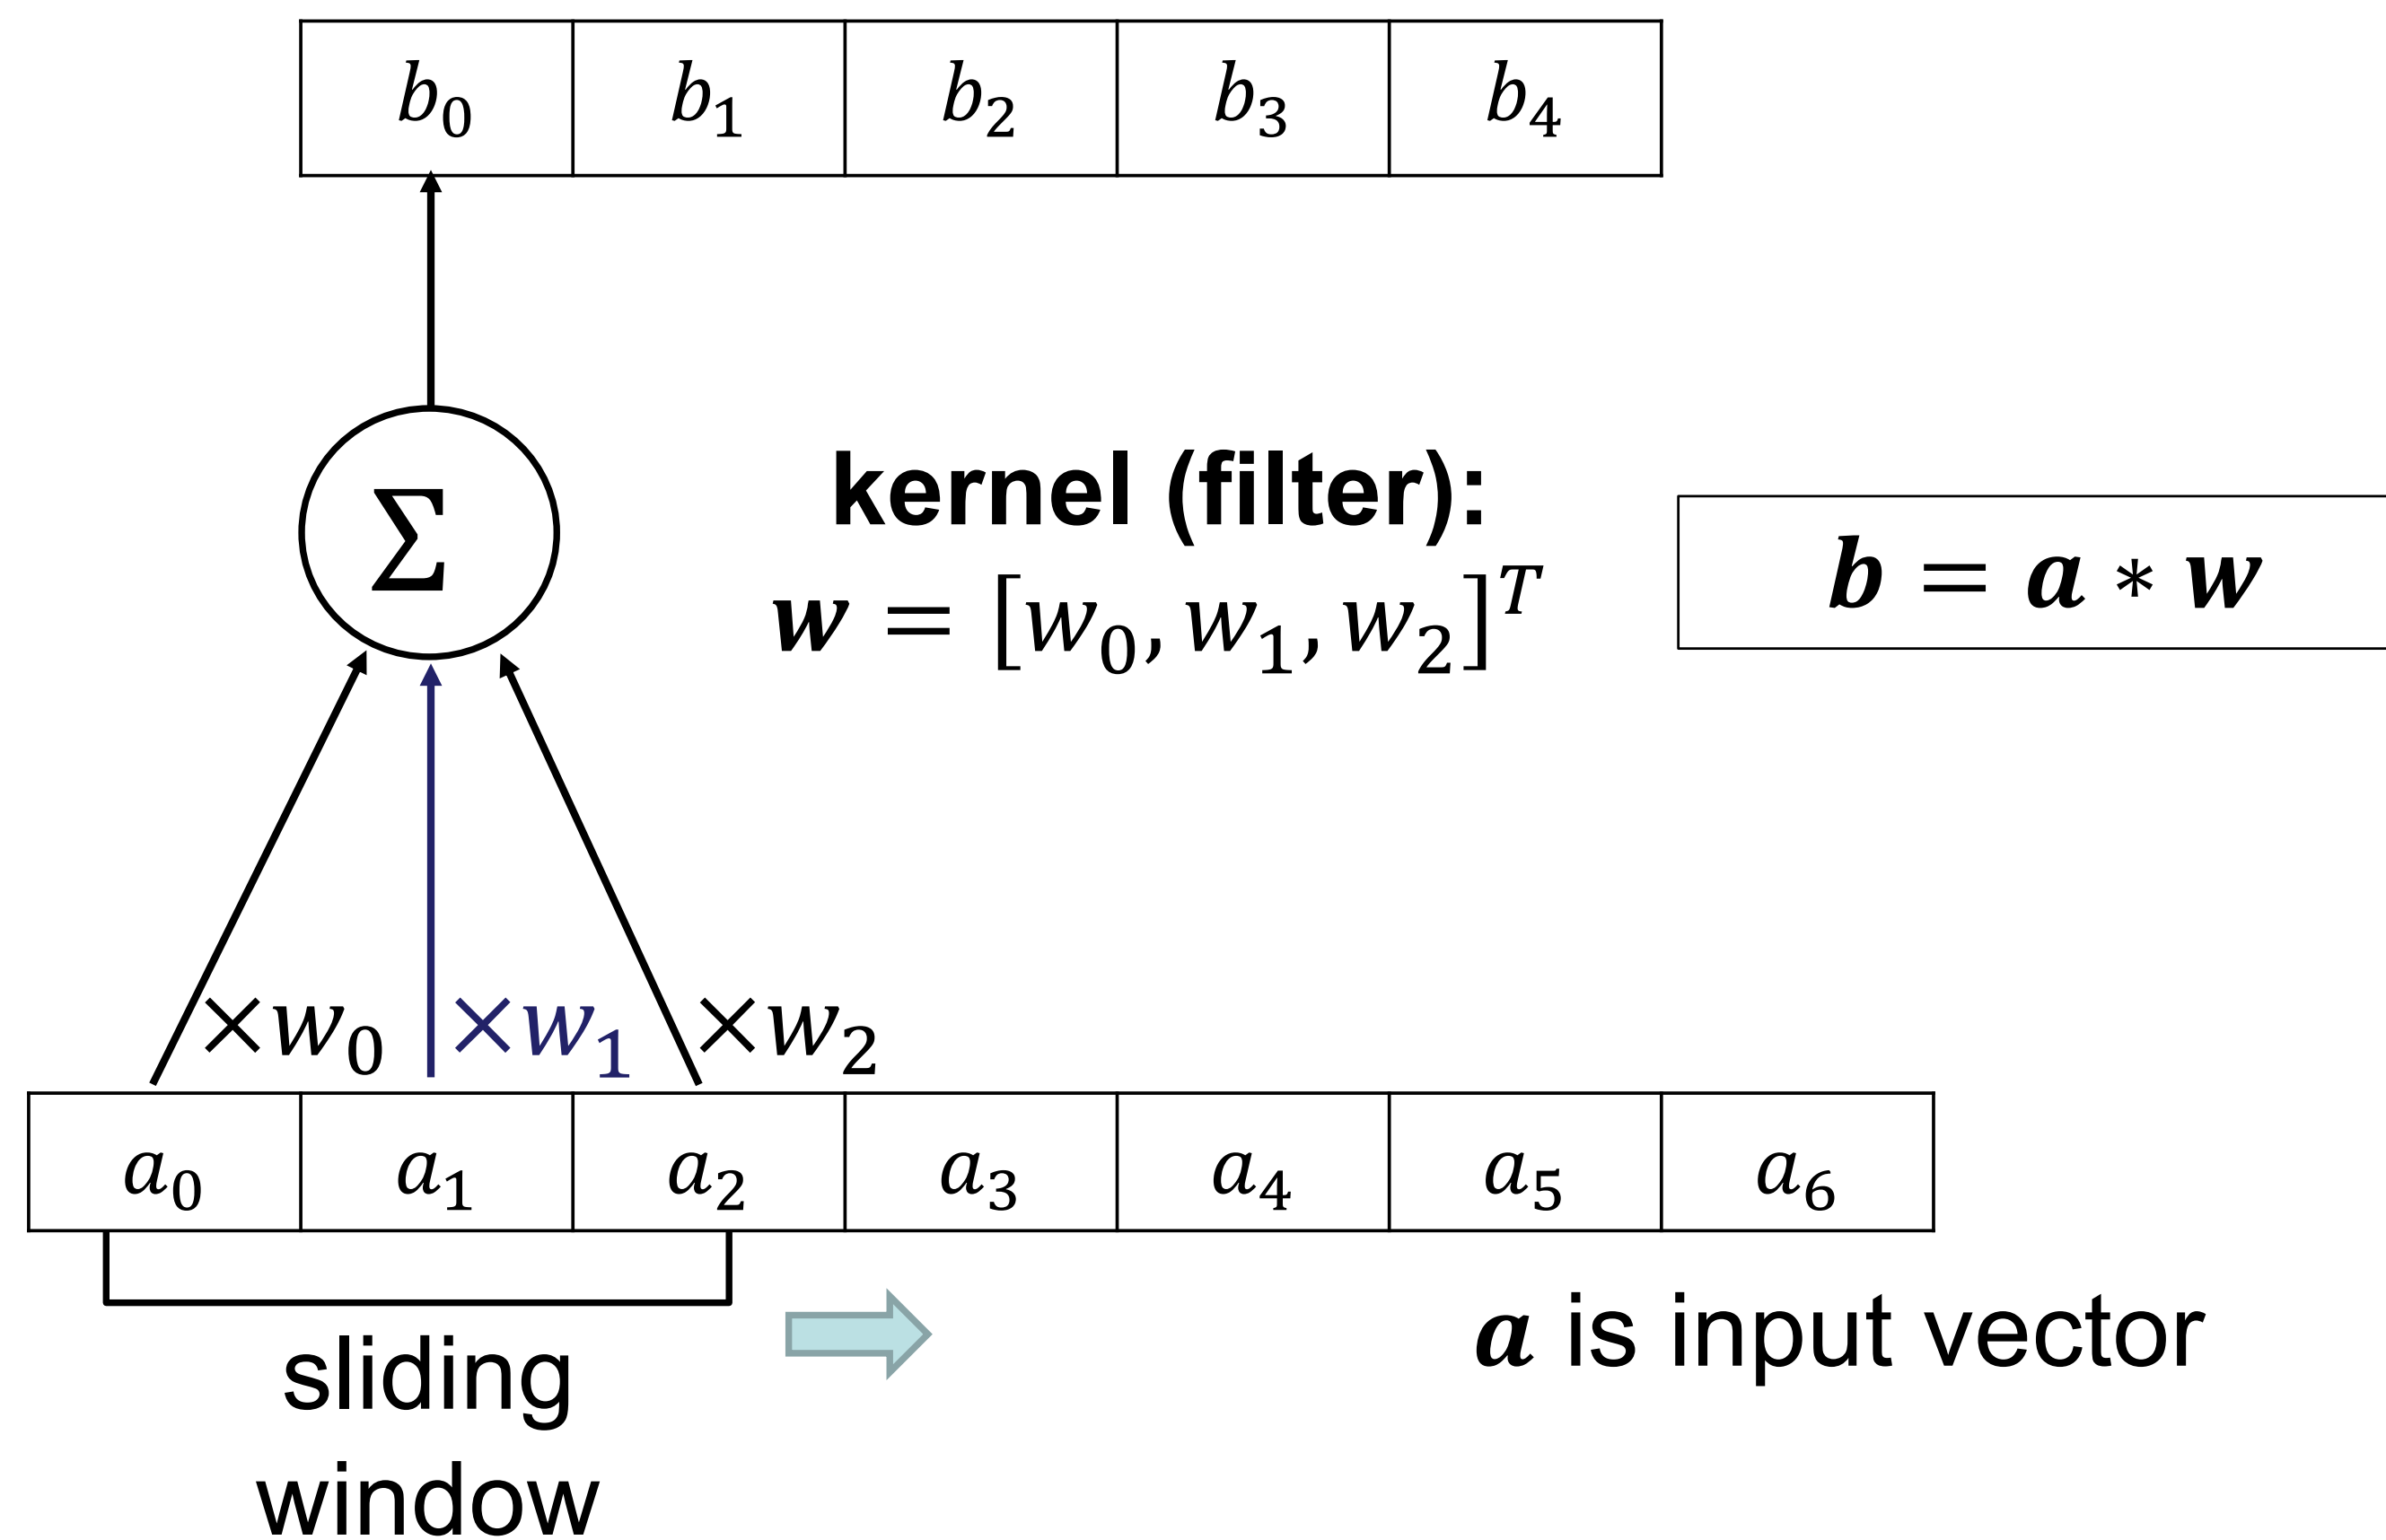 b₀ b₁ b₂ b₃ b₄
Σ
kernel (filter):
w = [w₀, w₁, w₂]ᵀ
b = a * w
×w₀ ×w₁ ×w₂
a₀ a₁ a₂ a₃ a₄ a₅ a₆
sliding
window
a is input vector